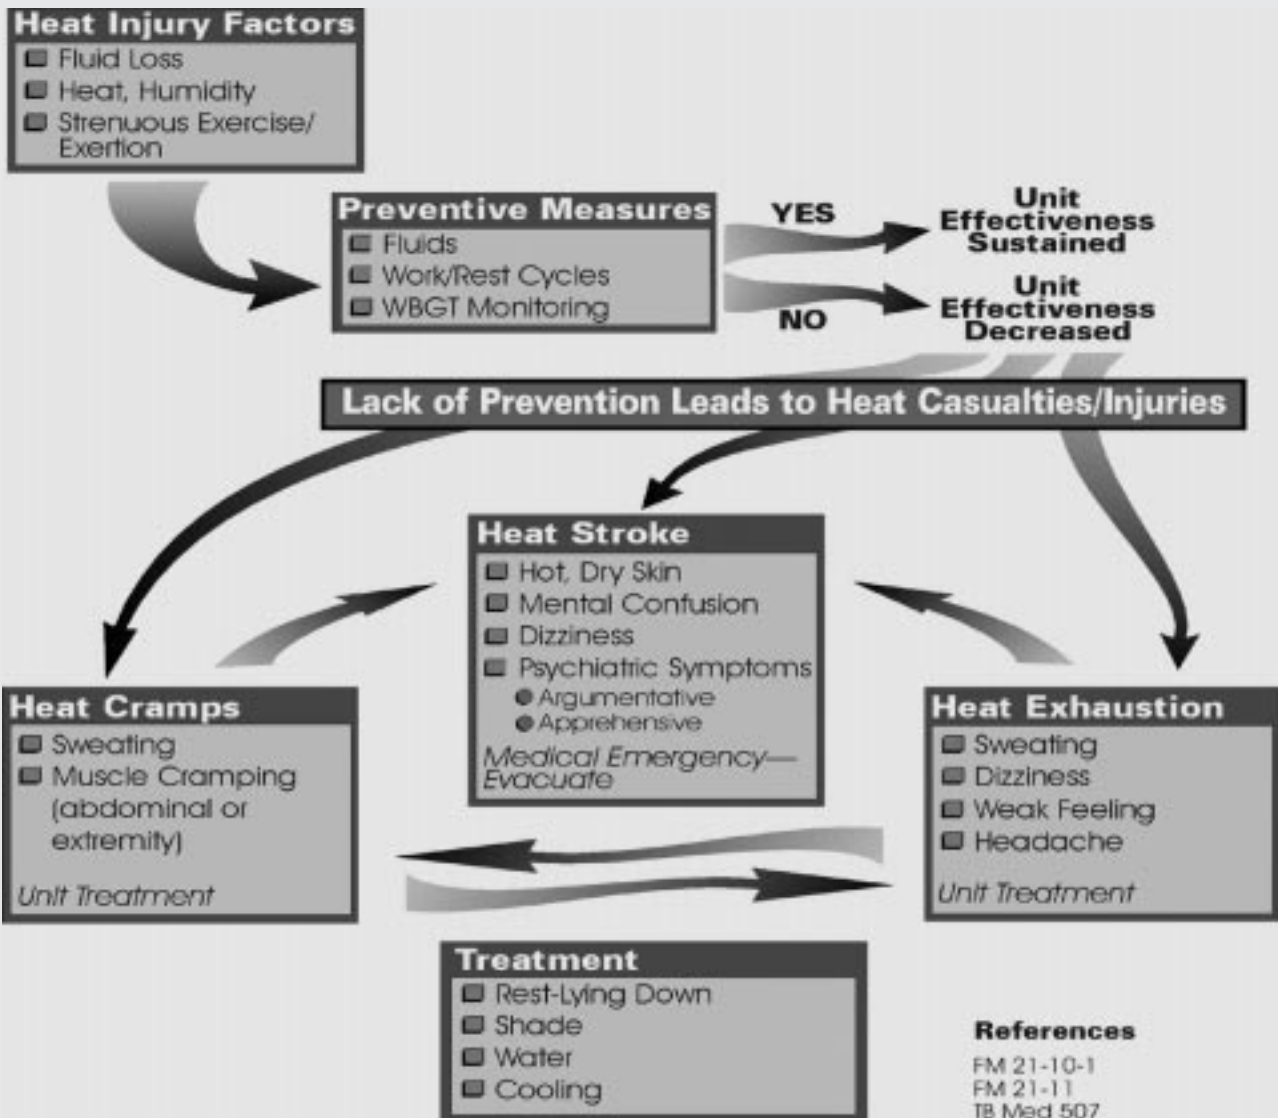 Heat Injury Factors
Fluid Loss
Heat, Humidity
Strenuous Exercise/
Exertion
Preventive Measures
Fluids
Work/Rest Cycles
WBGT Monitoring
YES
Unit
Effectiveness
Sustained
NO
Unit
Effectiveness
Decreased
Lack of Prevention Leads to Heat Casualties/Injuries
Heat Stroke
Hot, Dry Skin
Mental Confusion
Dizziness
Psychiatric Symptoms
Argumentative
Apprehensive
Medical Emergency—
Evacuate
Heat Cramps
Sweating
Muscle Cramping
(abdominal or
extremity)
Unit Treatment
Heat Exhaustion
Sweating
Dizziness
Weak Feeling
Headache
Unit Treatment
Treatment
Rest-Lying Down
Shade
Water
Cooling
References
FM 21-10-1
FM 21-11
TB Med 507